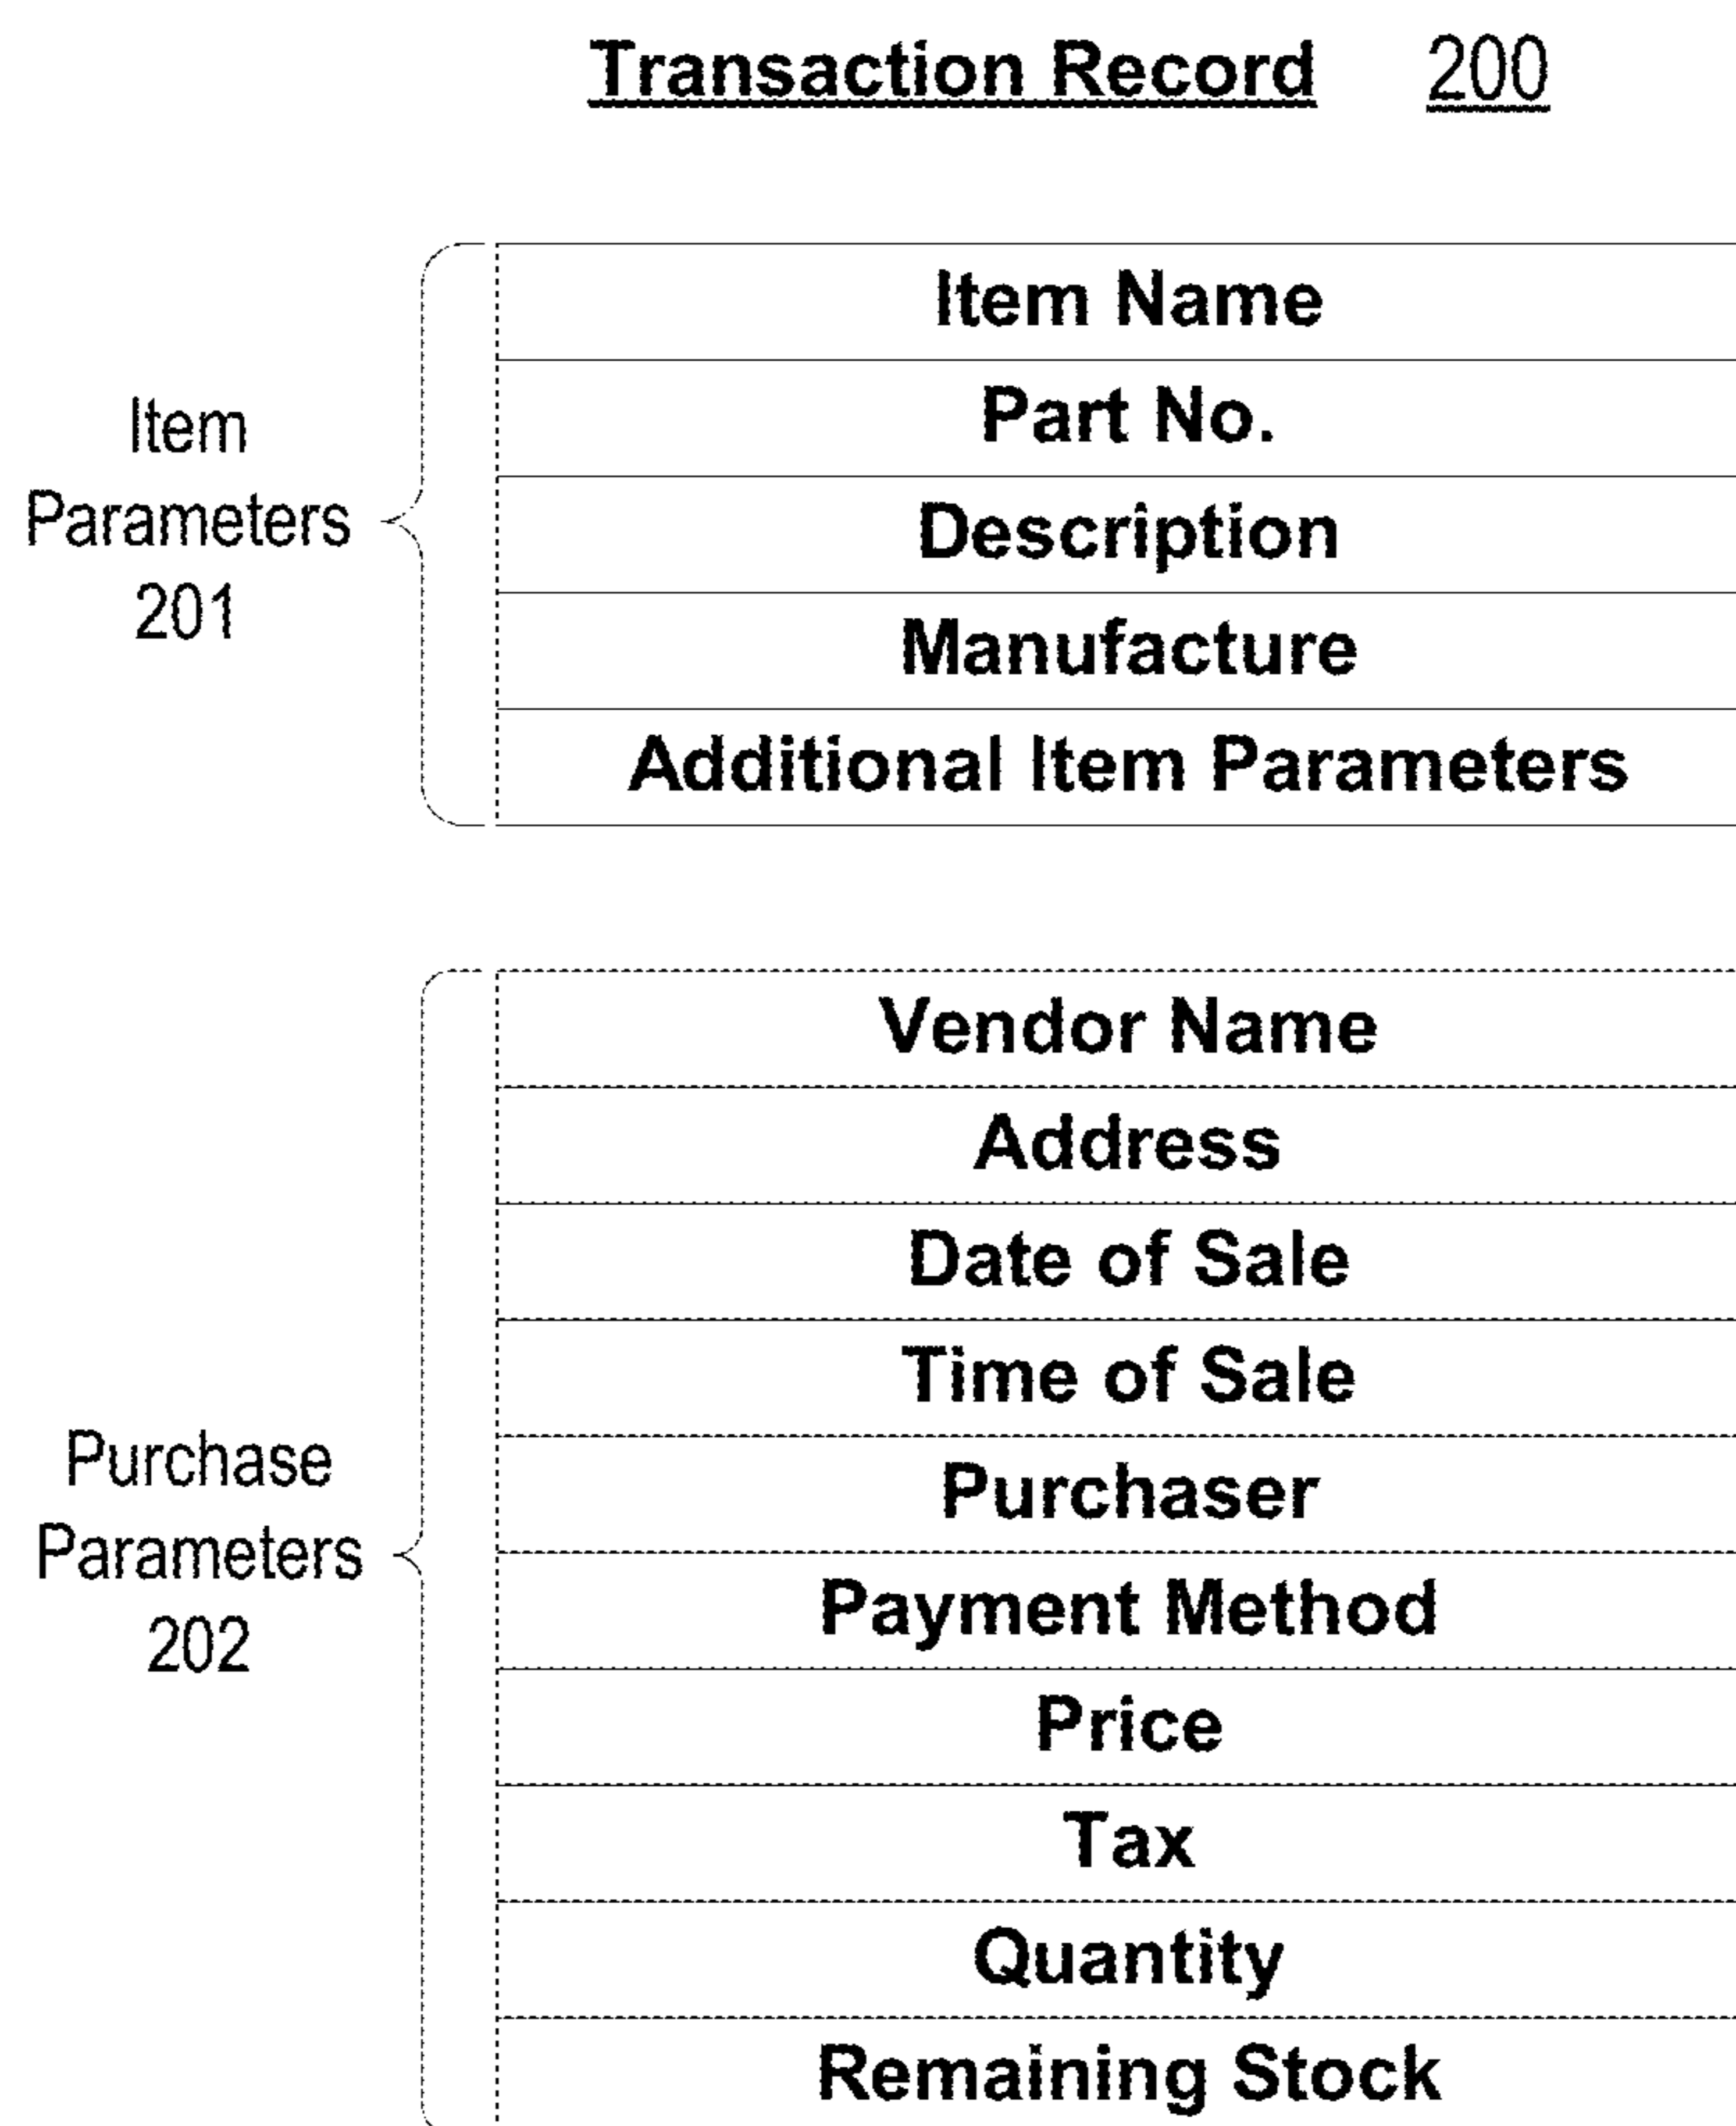 Transaction Record 200
Item Name
Part No.
Description
Manufacture
Additional Item Parameters
Item
Parameters
201
Vendor Name
Address
Date of Sale
Time of Sale
Purchaser
Payment Method
Price
Tax
Quantity
Remaining Stock
Purchase
Parameters
202